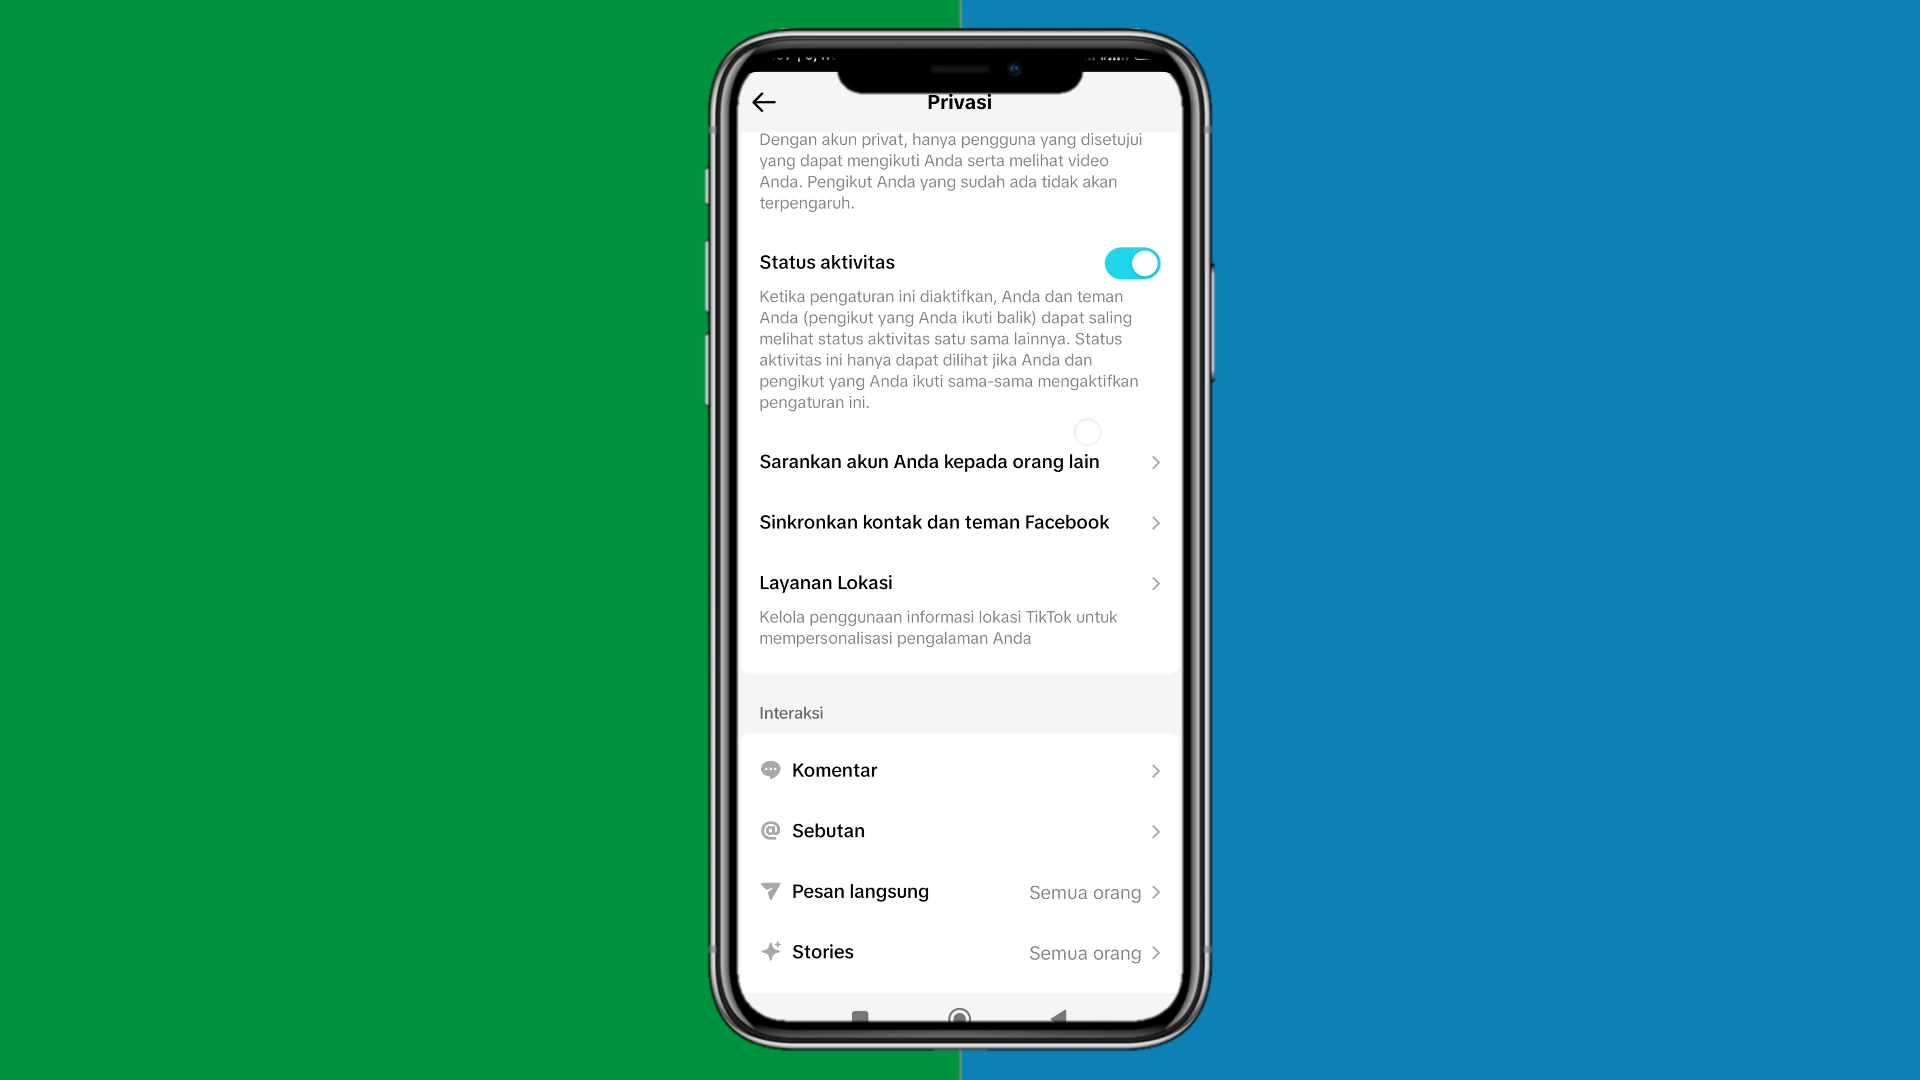 Privasi
Dengan akun privat, hanya pengguna yang disetujui
yang dapat mengikuti Anda serta melihat video
Anda. Pengikut Anda yang sudah ada tidak akan
terpengaruh.
Status aktivitas
Ketika pengaturan ini diaktifkan, Anda dan teman
Anda (pengikut yang Anda ikuti balik) dapat saling
melihat status aktivitas satu sama lainnya. Status
aktivitas ini hanya dapat dilihat jika Anda dan
pengikut yang Anda ikuti sama-sama mengaktifkan
pengaturan ini.
Sarankan akun Anda kepada orang lain
Sinkronkan kontak dan teman Facebook
Layanan Lokasi
Kelola penggunaan informasi lokasi TikTok untuk
mempersonalisasi pengalaman Anda
Interaksi
Komentar
Sebutan
Pesan langsung Semua orang
Stories Semua orang